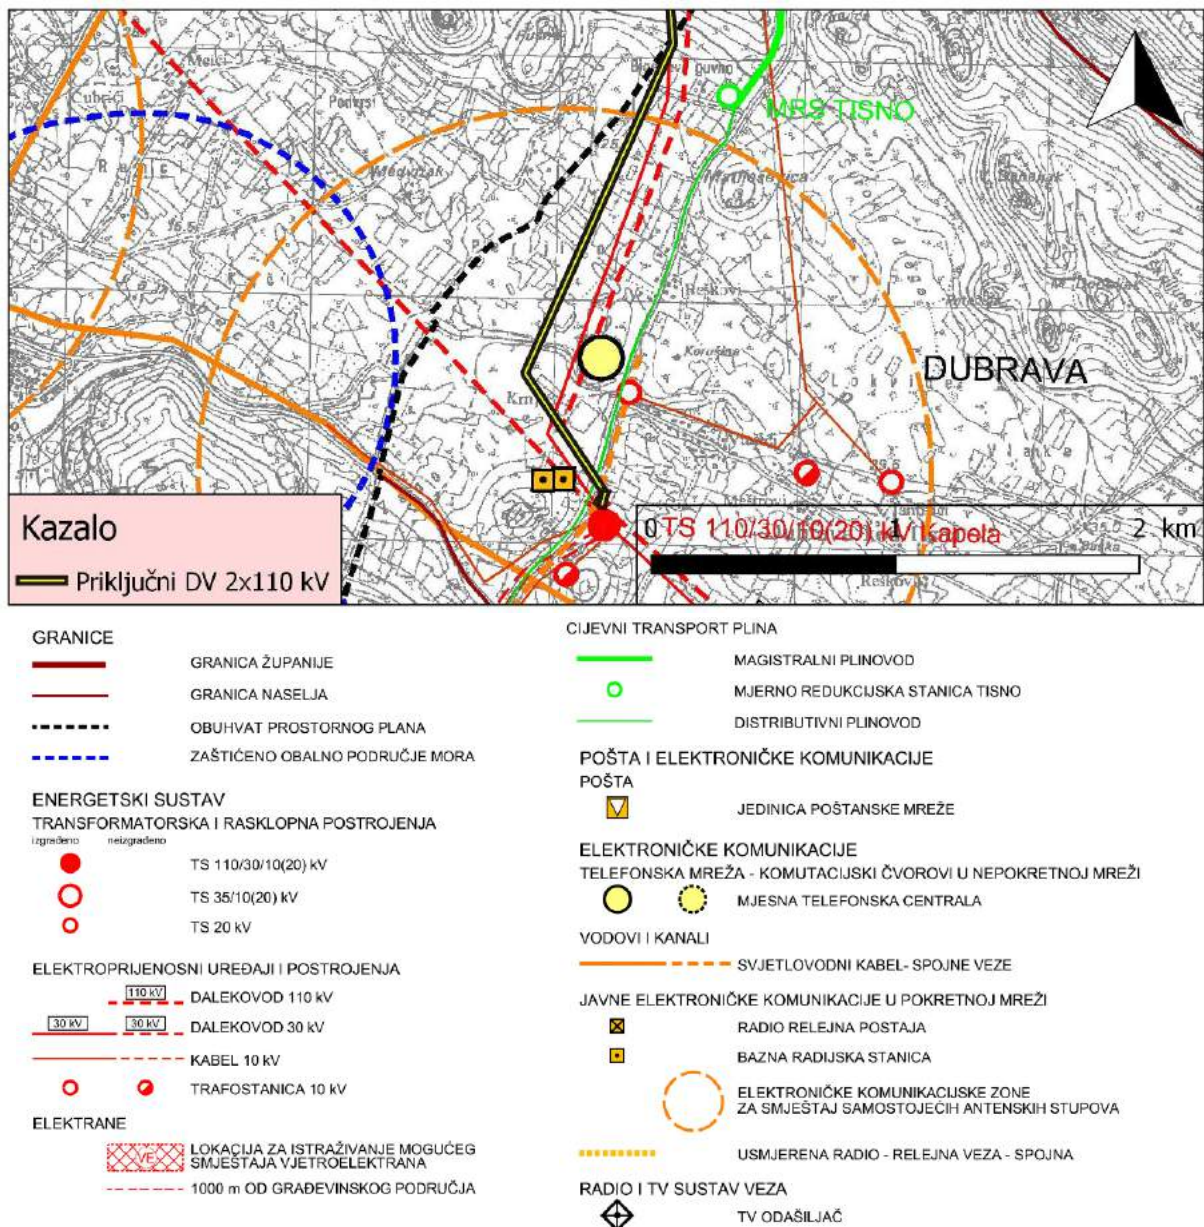 MRS TISNO
Reškovi
Koružine
Krn
DUBRAVA
Kazalo
Priključni DV 2x110 kV
TS 110/30/10(20) kV Kapela
0
1
2 km
GRANICE
GRANICA ŽUPANIJE
GRANICA NASELJA
OBUHVAT PROSTORNOG PLANA
ZAŠTIĆENO OBALNO PODRUČJE MORA
ENERGETSKI SUSTAV
TRANSFORMATORSKA I RASKLOPNA POSTROJENJA
izgrađeno neizgrađeno
TS 110/30/10(20) kV
TS 35/10(20) kV
TS 20 kV
ELEKTROPRIJENOSNI UREĐAJI I POSTROJENJA
110 kV DALEKOVOD 110 kV
30 kV 30 kV DALEKOVOD 30 kV
KABEL 10 kV
TRAFOSTANICA 10 kV
ELEKTRANE
VE LOKACIJA ZA ISTRAŽIVANJE MOGUĆEG
SMJEŠTAJA VJETROELEKTRANA
1000 m OD GRAĐEVINSKOG PODRUČJA
CIJEVNI TRANSPORT PLINA
MAGISTRALNI PLINOVOD
MJERNO REDUKCIJSKA STANICA TISNO
DISTRIBUTIVNI PLINOVOD
POŠTA I ELEKTRONIČKE KOMUNIKACIJE
POŠTA
JEDINICA POŠTANSKE MREŽE
ELEKTRONIČKE KOMUNIKACIJE
TELEFONSKA MREŽA - KOMUTACIJSKI ČVOROVI U NEPOKRETNOJ MREŽI
MJESNA TELEFONSKA CENTRALA
VODOVI I KANALI
SVJETLOVODNI KABEL- SPOJNE VEZE
JAVNE ELEKTRONIČKE KOMUNIKACIJE U POKRETNOJ MREŽI
RADIO RELEJNA POSTAJA
BAZNA RADIJSKA STANICA
ELEKTRONIČKE KOMUNIKACIJSKE ZONE
ZA SMJEŠTAJ SAMOSTOJEĆIH ANTENSKIH STUPOVA
USMJERENA RADIO - RELEJNA VEZA - SPOJNA
RADIO I TV SUSTAV VEZA
TV ODAŠILJAČ